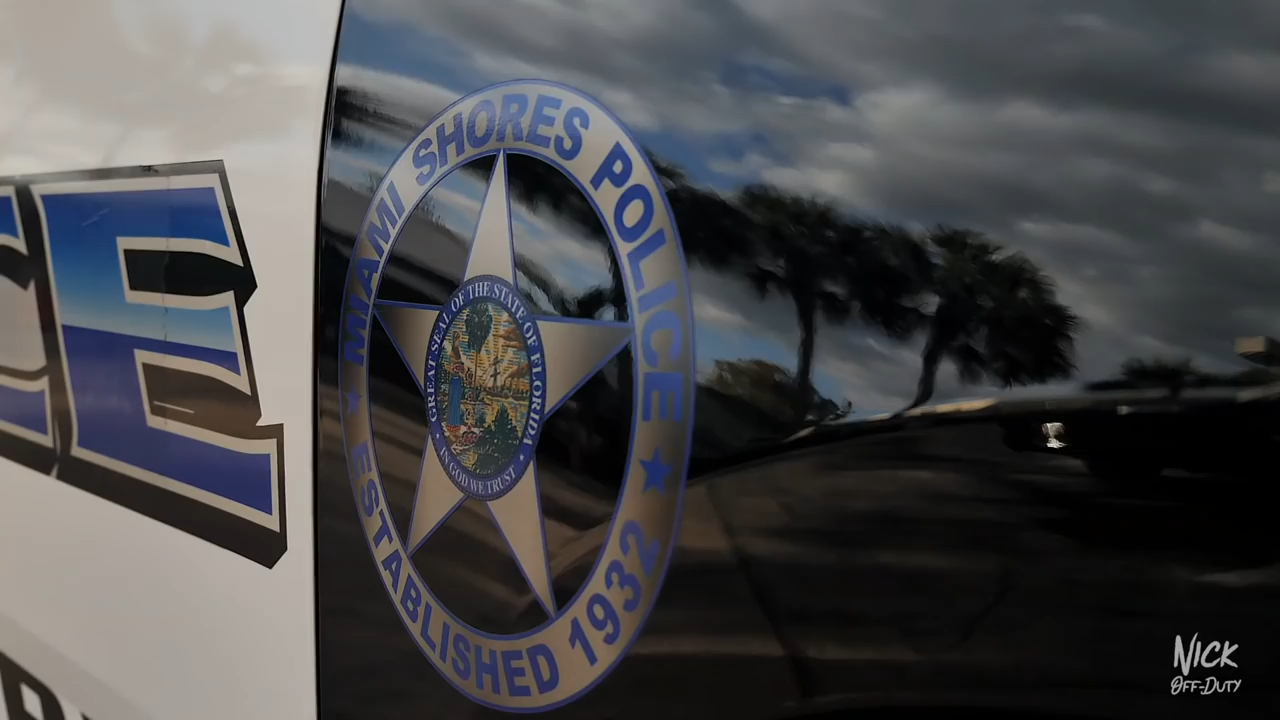 CE
MIAMI SHORES POLICE
GREAT SEAL OF THE STATE OF FLORIDA
IN GOD WE TRUST
ESTABLISHED 1932
NICK
OFF-DUTY